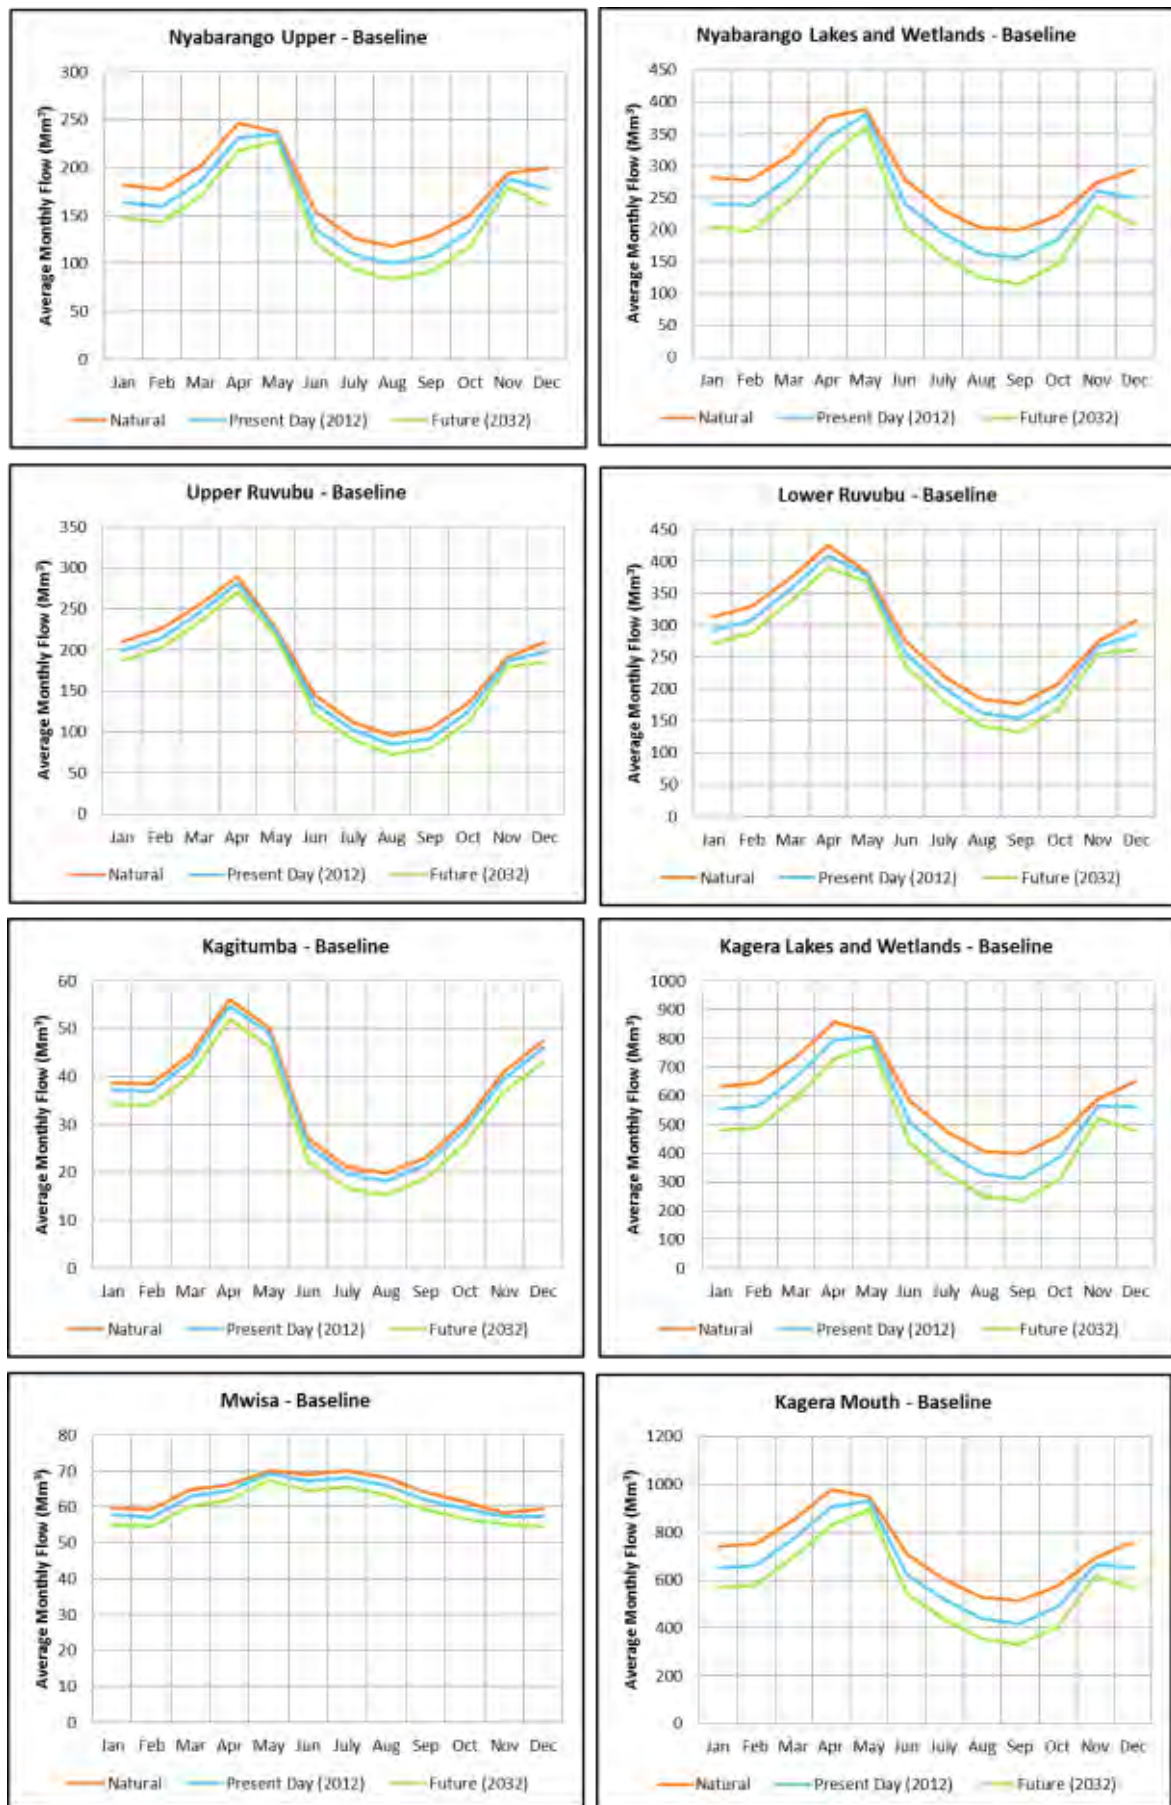 Nyabarango Upper - Baseline
Average Monthly Flow (Mm³)
300
250
200
150
100
50
0
Jan Feb Mar Apr May Jun July Aug Sep Oct Nov Dec
Natural Present Day (2012) Future (2032)
Nyabarango Lakes and Wetlands - Baseline
Average Monthly Flow (Mm³)
450
400
350
300
250
200
150
100
50
0
Jan Feb Mar Apr May Jun July Aug Sep Oct Nov Dec
Natural Present Day (2012) Future (2032)
Upper Ruvubu - Baseline
Average Monthly Flow (Mm³)
350
300
250
200
150
100
50
0
Jan Feb Mar Apr May Jun July Aug Sep Oct Nov Dec
Natural Present Day (2012) Future (2032)
Lower Ruvubu - Baseline
Average Monthly Flow (Mm³)
450
400
350
300
250
200
150
100
50
0
Jan Feb Mar Apr May Jun July Aug Sep Oct Nov Dec
Natural Present Day (2012) Future (2032)
Kagitumba - Baseline
Average Monthly Flow (Mm³)
60
50
40
30
20
10
0
Jan Feb Mar Apr May Jun July Aug Sep Oct Nov Dec
Natural Present Day (2012) Future (2032)
Kagera Lakes and Wetlands - Baseline
Average Monthly Flow (Mm³)
1000
900
800
700
600
500
400
300
200
100
0
Jan Feb Mar Apr May Jun July Aug Sep Oct Nov Dec
Natural Present Day (2012) Future (2032)
Mwisa - Baseline
Average Monthly Flow (Mm³)
80
70
60
50
40
30
20
10
0
Jan Feb Mar Apr May Jun July Aug Sep Oct Nov Dec
Natural Present Day (2012) Future (2032)
Kagera Mouth - Baseline
Average Monthly Flow (Mm³)
1200
1000
800
600
400
200
0
Jan Feb Mar Apr May Jun July Aug Sep Oct Nov Dec
Natural Present Day (2012) Future (2032)